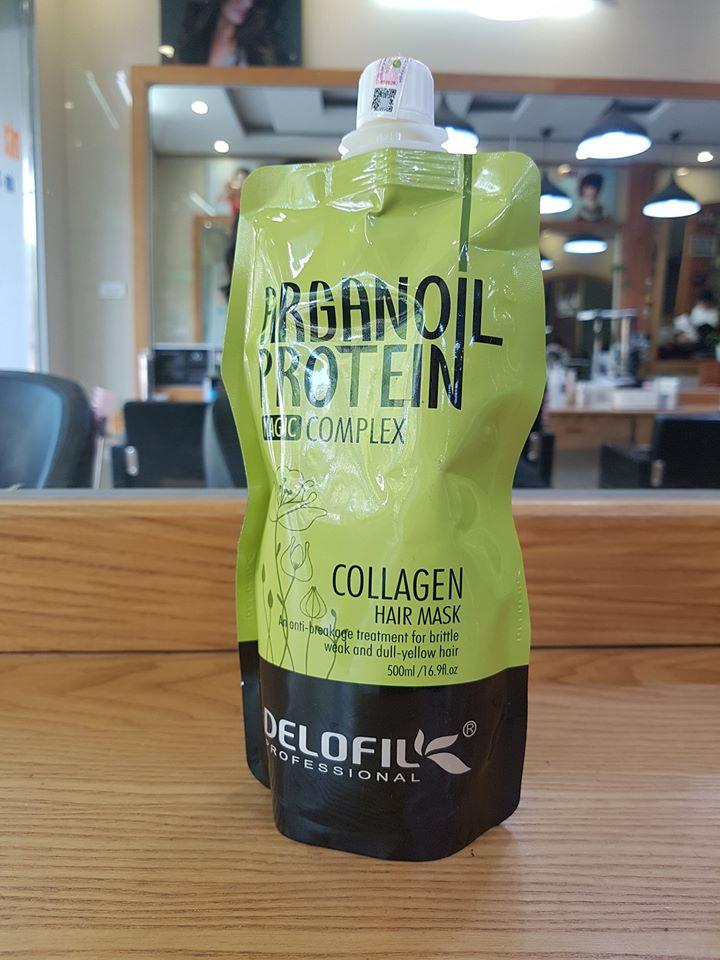 ARGANOIL
PROTEIN
MAGIC COMPLEX
COLLAGEN
HAIR MASK
An anti-breakage treatment for brittle
weak and dull-yellow hair
500ml /16.9fl.oz
DELOFIL ®
PROFESSIONAL